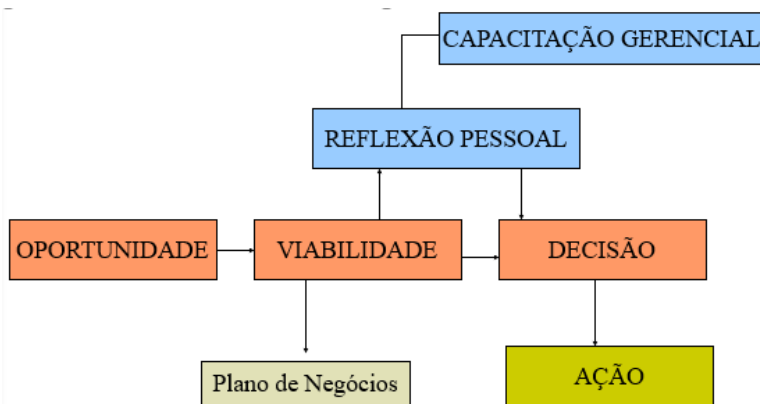 CAPACITAÇÃO GERENCIAL
REFLEXÃO PESSOAL
OPORTUNIDADE
VIABILIDADE
DECISÃO
Plano de Negócios
AÇÃO